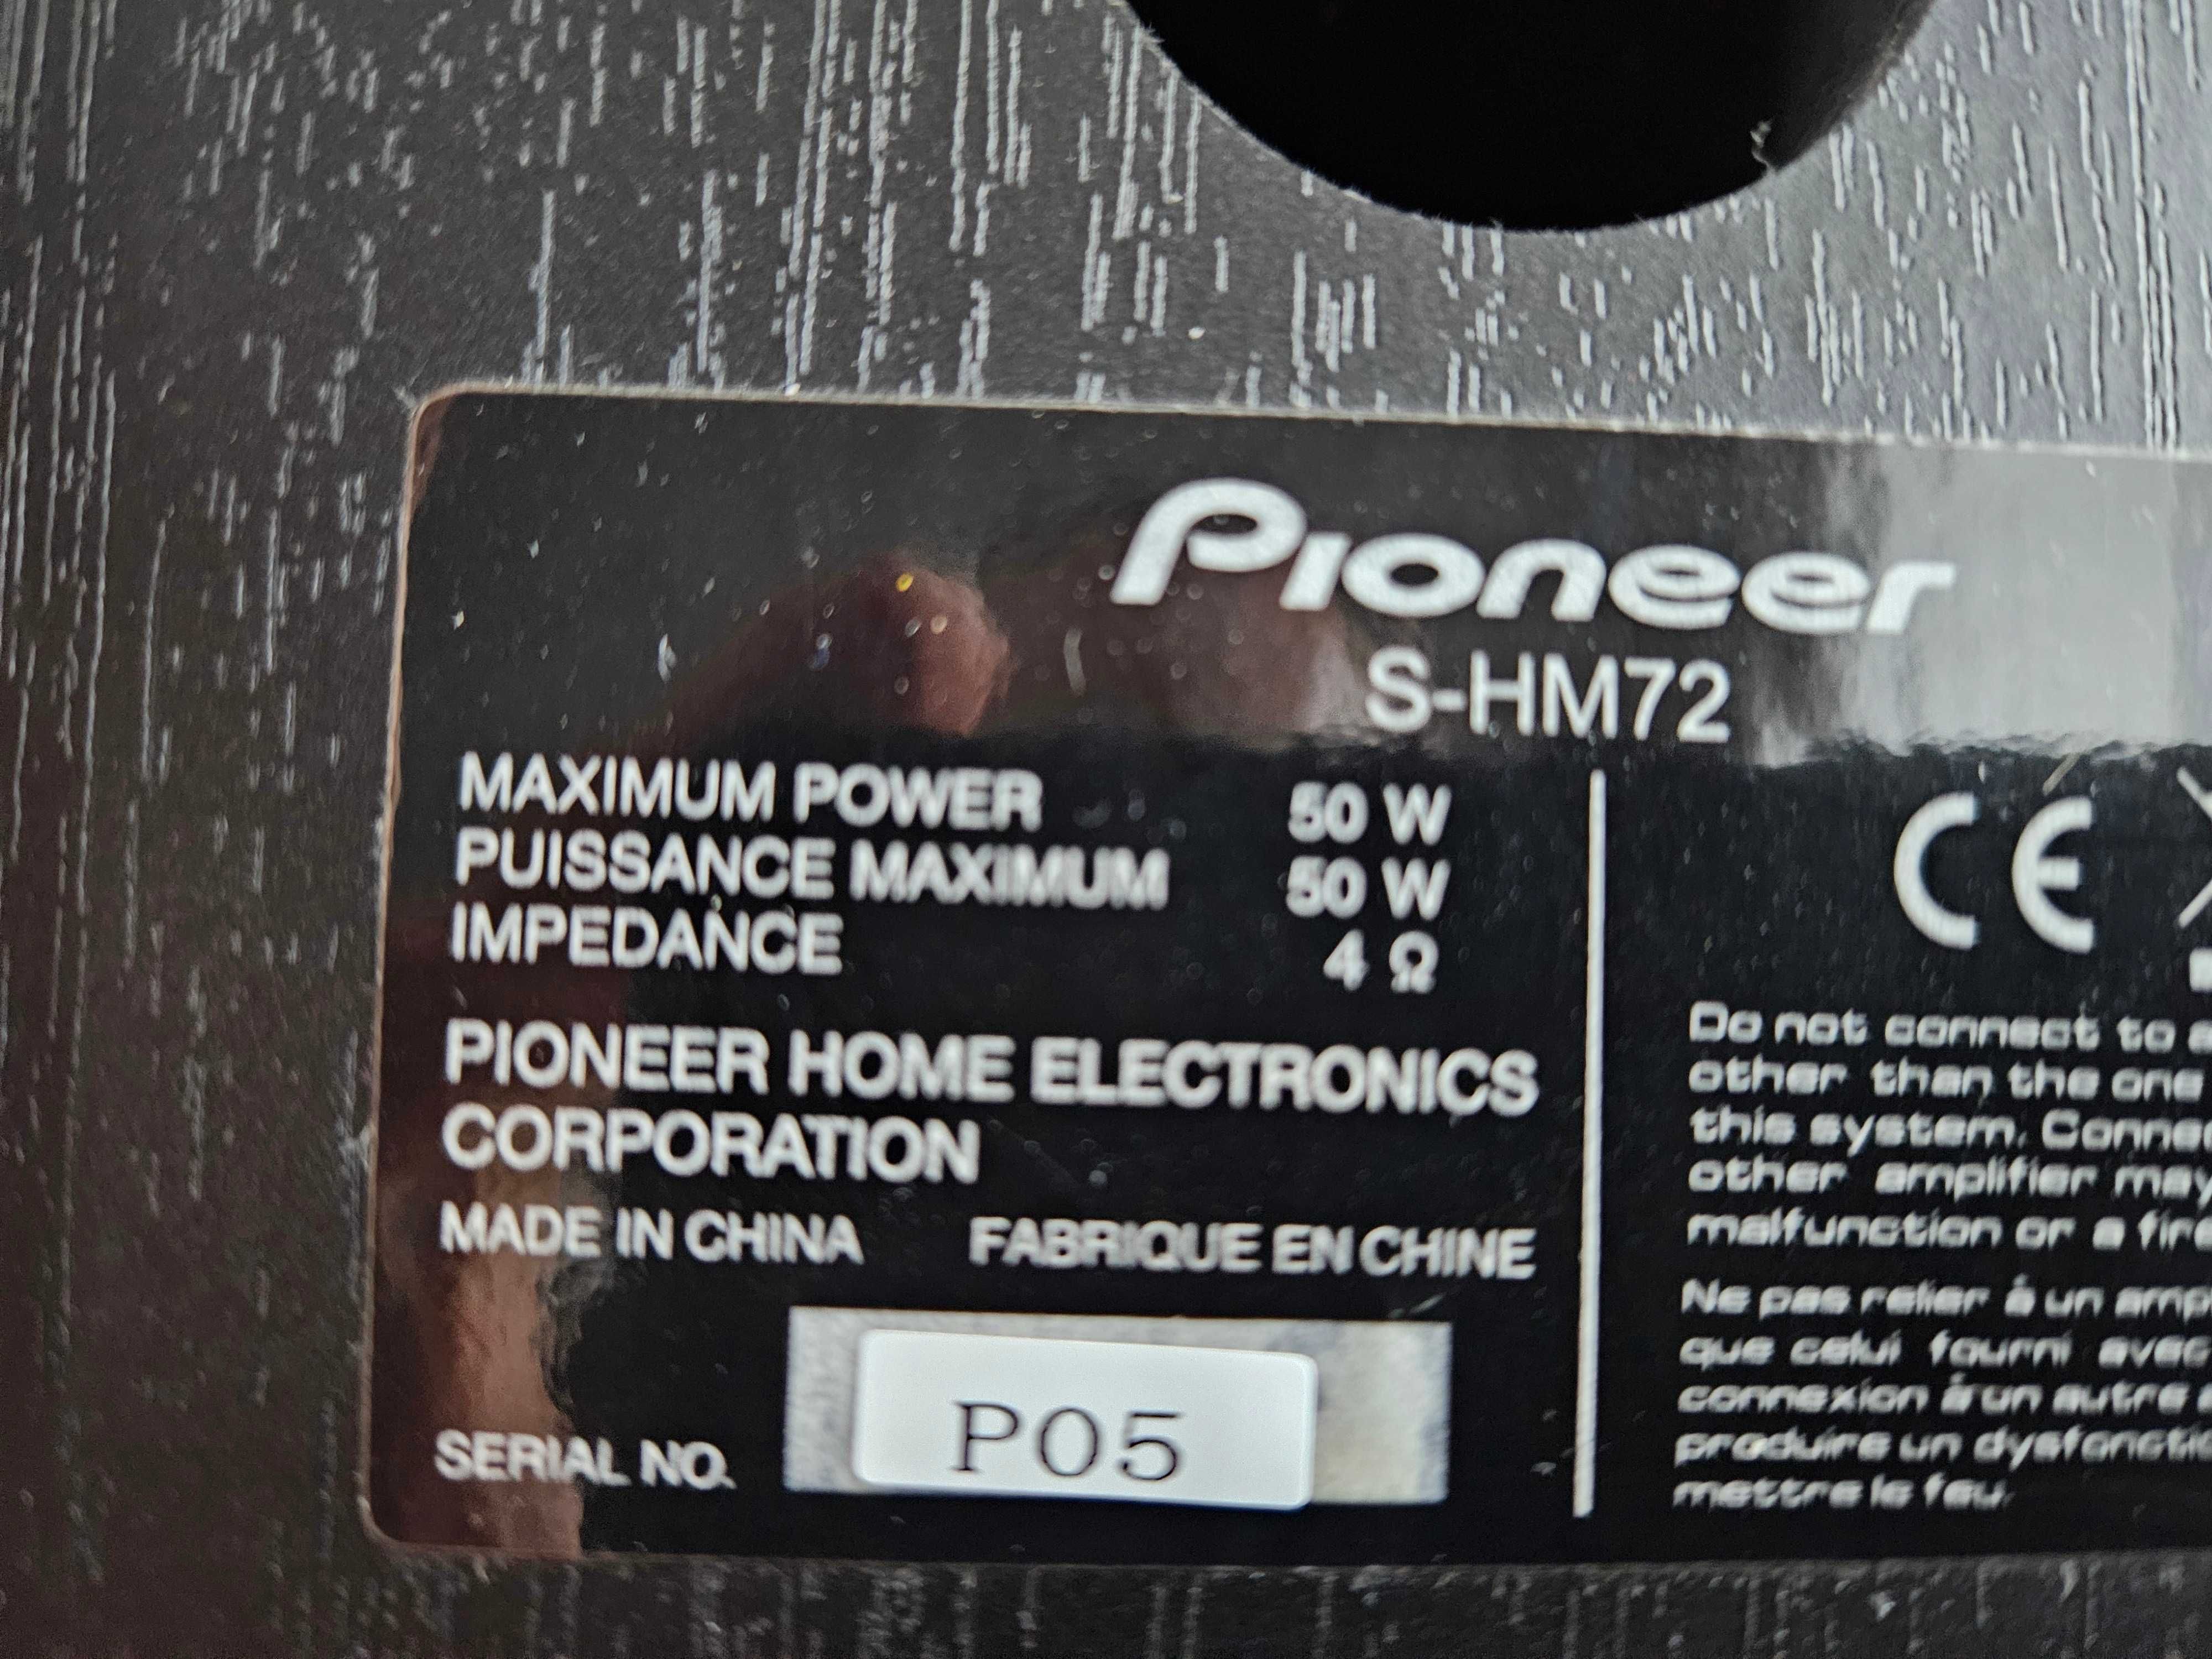 Pioneer
S-HM72
MAXIMUM POWER 50 W
PUISSANCE MAXIMUM 50 W
IMPEDANCE 4 Ω
PIONEER HOME ELECTRONICS
CORPORATION
MADE IN CHINA FABRIQUE EN CHINE
SERIAL NO. P05
CE
Do not connect to
other than the one
this system.
other amplifier may
malfunction or a
Ne pas relier à un
que celui fourni avec
connexion à un autre
produire un
mettre le feu.